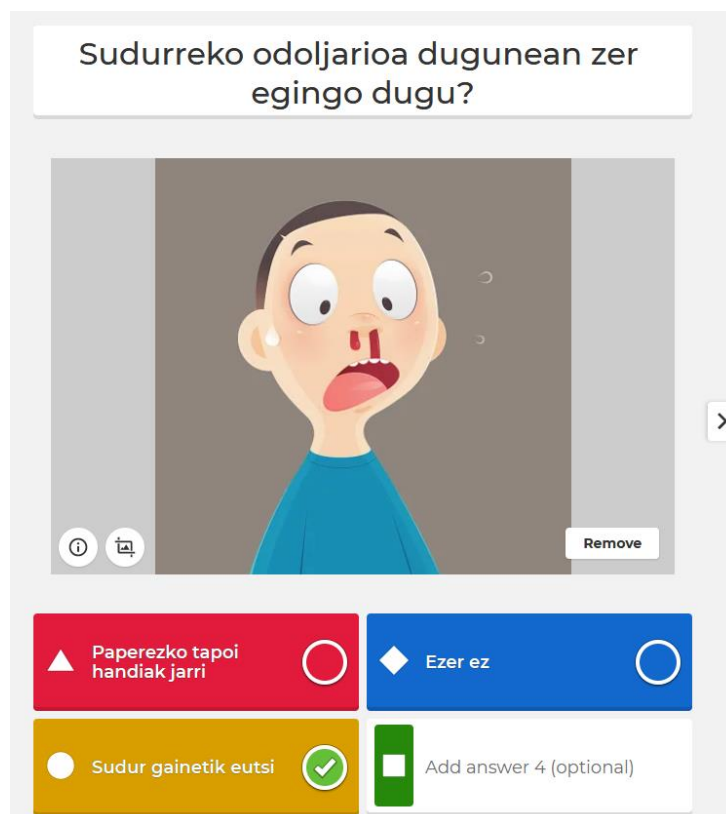 Sudurreko odoljarioa dugunean zer
egingo dugu?
Remove
Paperezko tapoi
handiak jarri
Ezer ez
Sudur gainetik eutsi
Add answer 4 (optional)